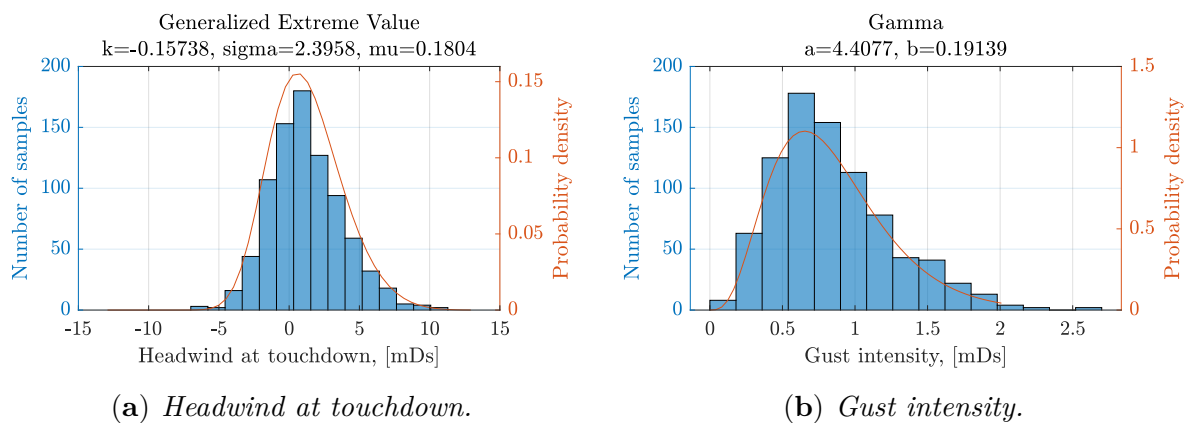 Generalized Extreme Value
k=-0.15738, sigma=2.3958, mu=0.1804
200
150
100
50
0
Number of samples
0.15
0.1
0.05
0
Probability density
-15 -10 -5 0 5 10 15
Headwind at touchdown, [mDs]
(a) Headwind at touchdown.
Gamma
a=4.4077, b=0.19139
200
150
100
50
0
Number of samples
1.5
1
0.5
0
Probability density
0 0.5 1 1.5 2 2.5
Gust intensity, [mDs]
(b) Gust intensity.